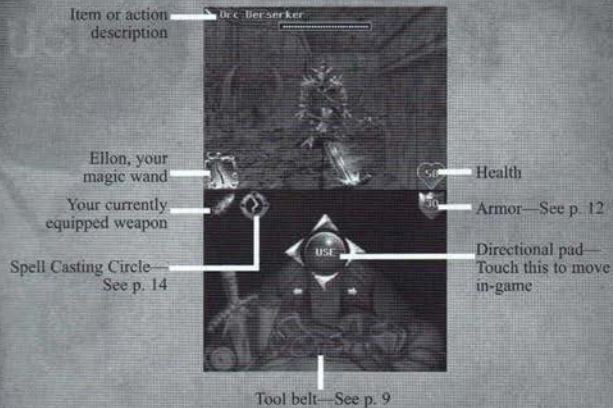 Item or action
description
Orc Berserker
Ellon, your
magic wand
50
Health
Your currently
equipped weapon
Armor—See p. 12
USE
Directional pad—
Touch this to move
in-game
Spell Casting Circle—
See p. 14
Tool belt—See p. 9